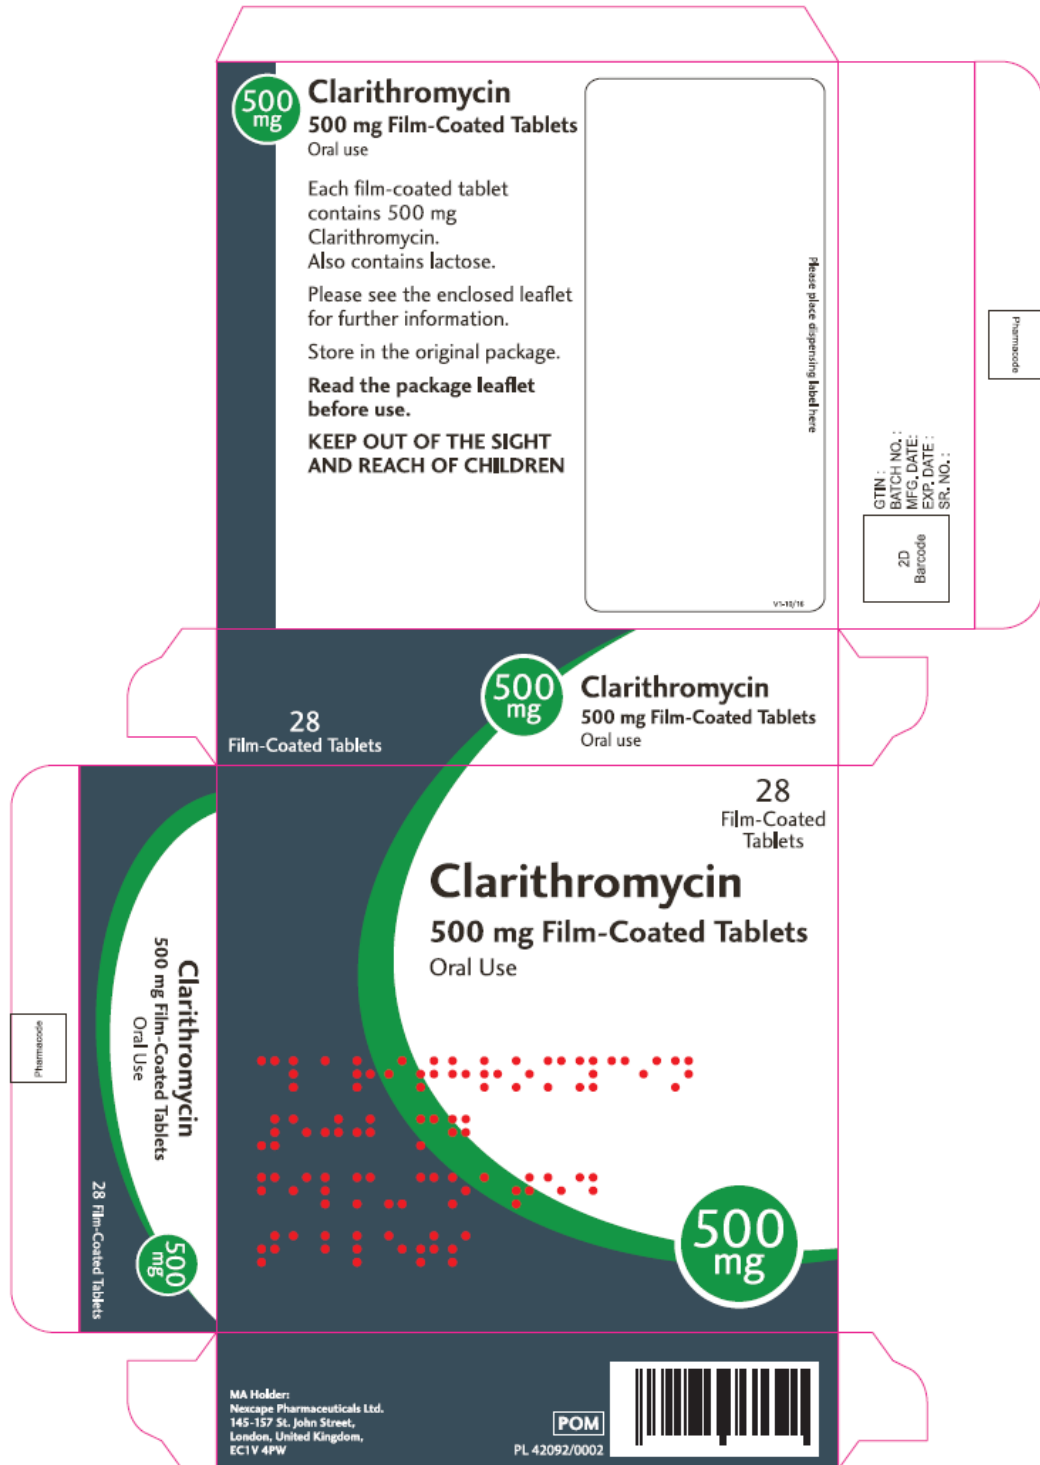 500
mg
Clarithromycin
500 mg Film-Coated Tablets
Oral use
Each film-coated tablet
contains 500 mg
Clarithromycin.
Also contains lactose.
Please see the enclosed leaflet
for further information.
Store in the original package.
Read the package leaflet
before use.
KEEP OUT OF THE SIGHT
AND REACH OF CHILDREN
Please place dispensing label here
V1-10/16
GTIN :
BATCH NO. :
MFG. DATE:
EXP. DATE :
SR. NO. :
2D
Barcode
Pharmacode
28
Film-Coated Tablets
500
mg
Clarithromycin
500 mg Film-Coated Tablets
Oral use
28
Film-Coated
Tablets
Clarithromycin
500 mg Film-Coated Tablets
Oral Use
500
mg
Clarithromycin
500 mg Film-Coated Tablets
Oral Use
500
mg
28 Film-Coated Tablets
Pharmacode
MA Holder:
Nexcape Pharmaceuticals Ltd.
145-157 St. John Street,
London, United Kingdom,
EC1V 4PW
POM
PL 42092/0002